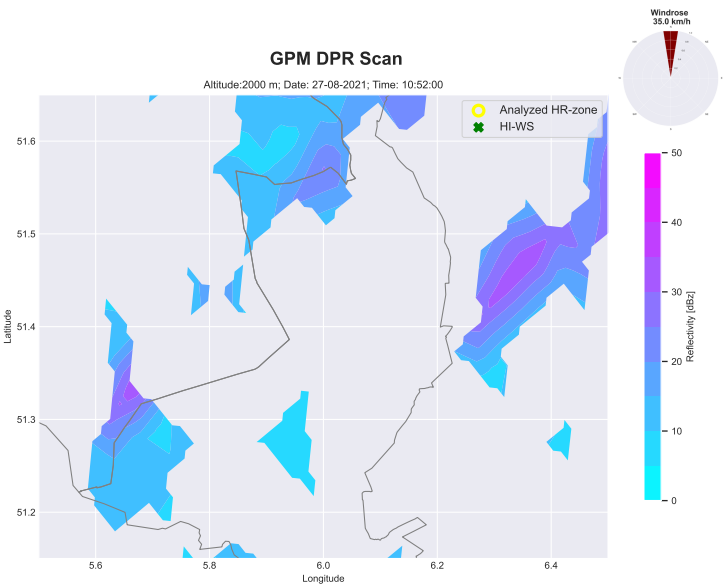 Windrose
35.0 km/h
GPM DPR Scan
Altitude:2000 m; Date: 27-08-2021; Time: 10:52:00
Analyzed HR-zone
HI-WS
51.6
51.5
51.4
51.3
51.2
Latitude
5.6 5.8 6.0 6.2 6.4
Longitude
50
40
30
20
10
0
Reflectivity [dBz]